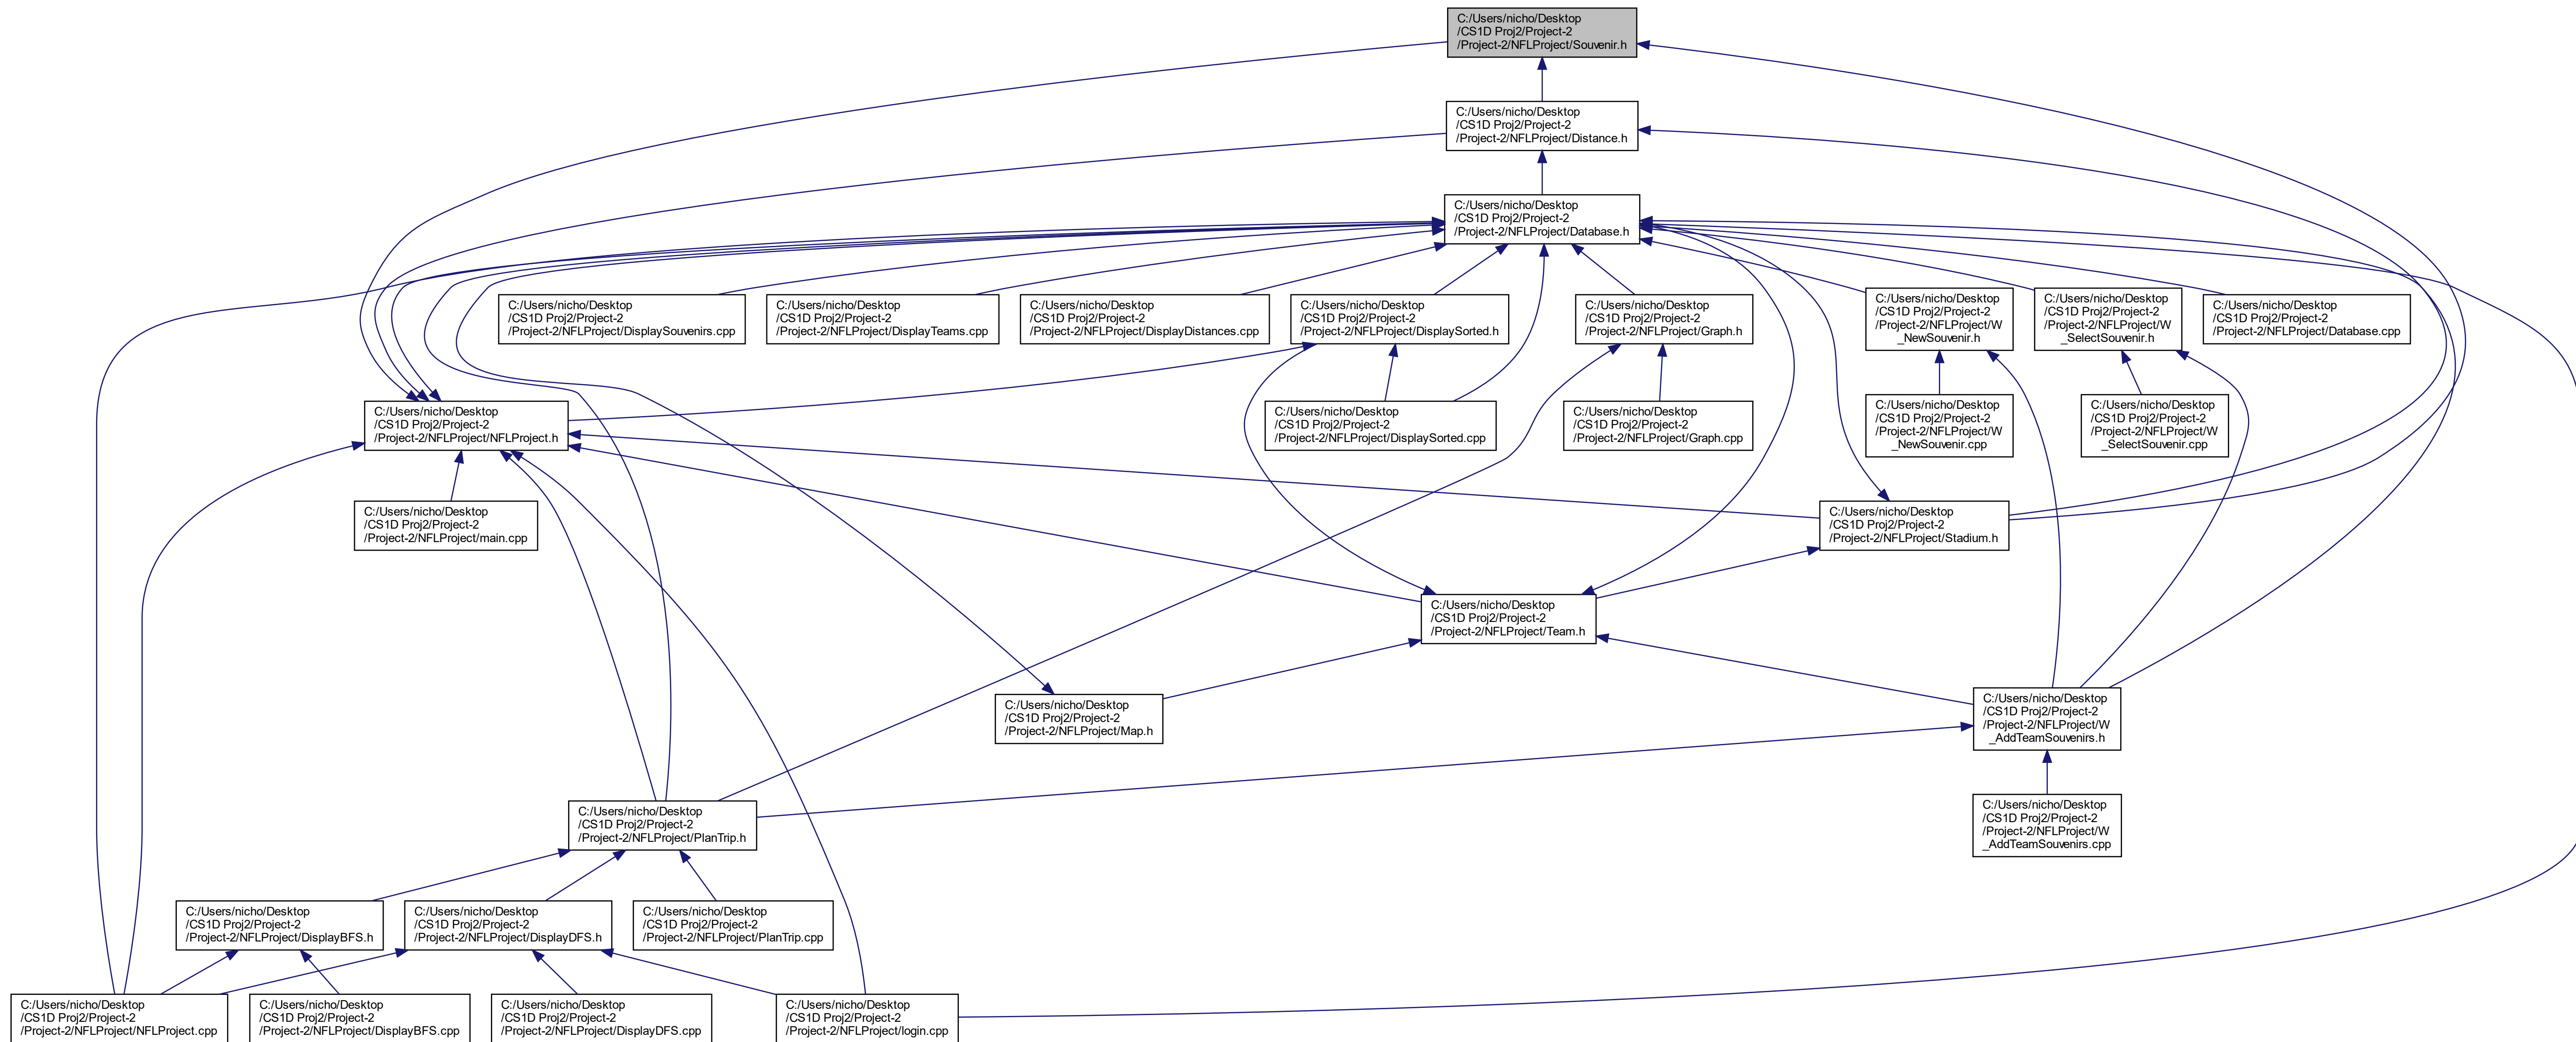 C:/Users/nicho/Desktop
/CS1D Proj2/Project-2
/Project-2/NFLProject/Souvenir.h
C:/Users/nicho/Desktop
/CS1D Proj2/Project-2
/Project-2/NFLProject/Distance.h
C:/Users/nicho/Desktop
/CS1D Proj2/Project-2
/Project-2/NFLProject/Database.h
C:/Users/nicho/Desktop
/CS1D Proj2/Project-2
/Project-2/NFLProject/DisplaySouvenirs.cpp
C:/Users/nicho/Desktop
/CS1D Proj2/Project-2
/Project-2/NFLProject/DisplayTeams.cpp
C:/Users/nicho/Desktop
/CS1D Proj2/Project-2
/Project-2/NFLProject/DisplayDistances.cpp
C:/Users/nicho/Desktop
/CS1D Proj2/Project-2
/Project-2/NFLProject/DisplaySorted.h
C:/Users/nicho/Desktop
/CS1D Proj2/Project-2
/Project-2/NFLProject/Graph.h
C:/Users/nicho/Desktop
/CS1D Proj2/Project-2
/Project-2/NFLProject/W
_NewSouvenir.h
C:/Users/nicho/Desktop
/CS1D Proj2/Project-2
/Project-2/NFLProject/W
_SelectSouvenir.h
C:/Users/nicho/Desktop
/CS1D Proj2/Project-2
/Project-2/NFLProject/Database.cpp
C:/Users/nicho/Desktop
/CS1D Proj2/Project-2
/Project-2/NFLProject/NFLProject.h
C:/Users/nicho/Desktop
/CS1D Proj2/Project-2
/Project-2/NFLProject/DisplaySorted.cpp
C:/Users/nicho/Desktop
/CS1D Proj2/Project-2
/Project-2/NFLProject/Graph.cpp
C:/Users/nicho/Desktop
/CS1D Proj2/Project-2
/Project-2/NFLProject/W
_NewSouvenir.cpp
C:/Users/nicho/Desktop
/CS1D Proj2/Project-2
/Project-2/NFLProject/W
_SelectSouvenir.cpp
C:/Users/nicho/Desktop
/CS1D Proj2/Project-2
/Project-2/NFLProject/main.cpp
C:/Users/nicho/Desktop
/CS1D Proj2/Project-2
/Project-2/NFLProject/Stadium.h
C:/Users/nicho/Desktop
/CS1D Proj2/Project-2
/Project-2/NFLProject/Team.h
C:/Users/nicho/Desktop
/CS1D Proj2/Project-2
/Project-2/NFLProject/Map.h
C:/Users/nicho/Desktop
/CS1D Proj2/Project-2
/Project-2/NFLProject/W
_AddTeamSouvenirs.h
C:/Users/nicho/Desktop
/CS1D Proj2/Project-2
/Project-2/NFLProject/PlanTrip.h
C:/Users/nicho/Desktop
/CS1D Proj2/Project-2
/Project-2/NFLProject/W
_AddTeamSouvenirs.cpp
C:/Users/nicho/Desktop
/CS1D Proj2/Project-2
/Project-2/NFLProject/DisplayBFS.h
C:/Users/nicho/Desktop
/CS1D Proj2/Project-2
/Project-2/NFLProject/DisplayDFS.h
C:/Users/nicho/Desktop
/CS1D Proj2/Project-2
/Project-2/NFLProject/PlanTrip.cpp
C:/Users/nicho/Desktop
/CS1D Proj2/Project-2
/Project-2/NFLProject/NFLProject.cpp
C:/Users/nicho/Desktop
/CS1D Proj2/Project-2
/Project-2/NFLProject/DisplayBFS.cpp
C:/Users/nicho/Desktop
/CS1D Proj2/Project-2
/Project-2/NFLProject/DisplayDFS.cpp
C:/Users/nicho/Desktop
/CS1D Proj2/Project-2
/Project-2/NFLProject/login.cpp